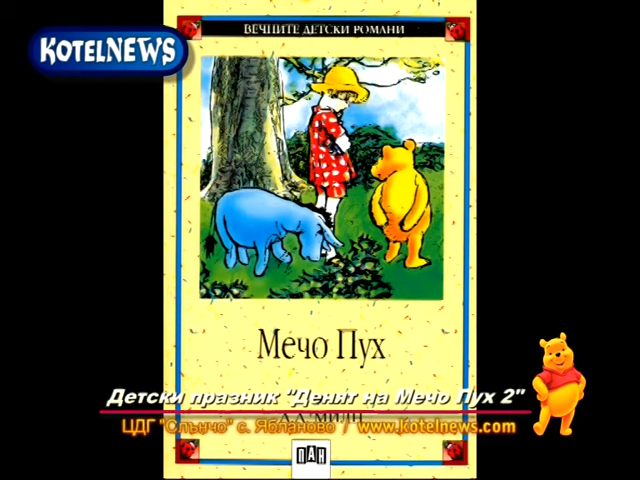 ВЕЧНИТЕ ДЕТСКИ РОМАНИ
KOTELNEWS
Мечо Пух
Детски празник "Денят на Мечо Пух 2"
А.А. МИЛН
ЦДГ "Слънчо" с. Ябланово / www.Kotelnews.com
ПАН